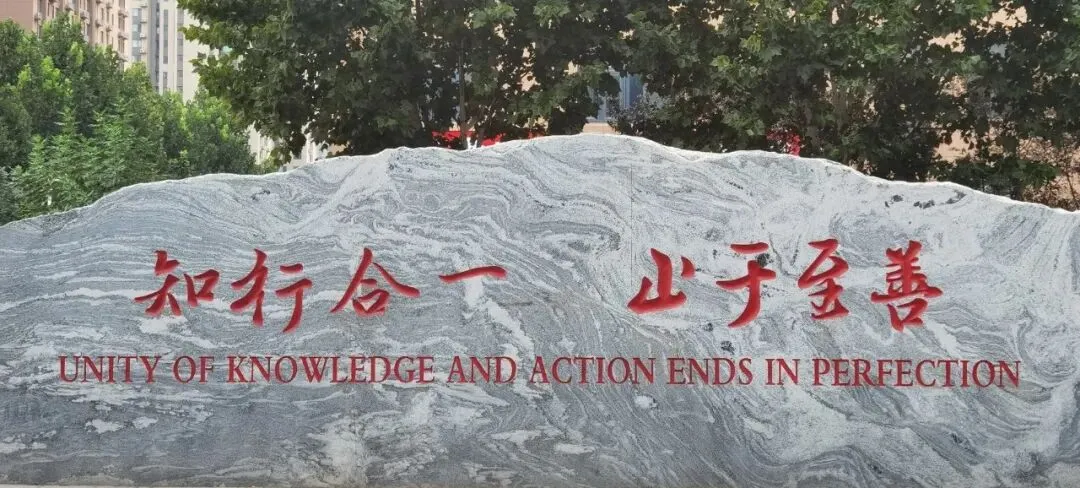 知行合一 止于至善
UNITY OF KNOWLEDGE AND ACTION ENDS IN PERFECTION